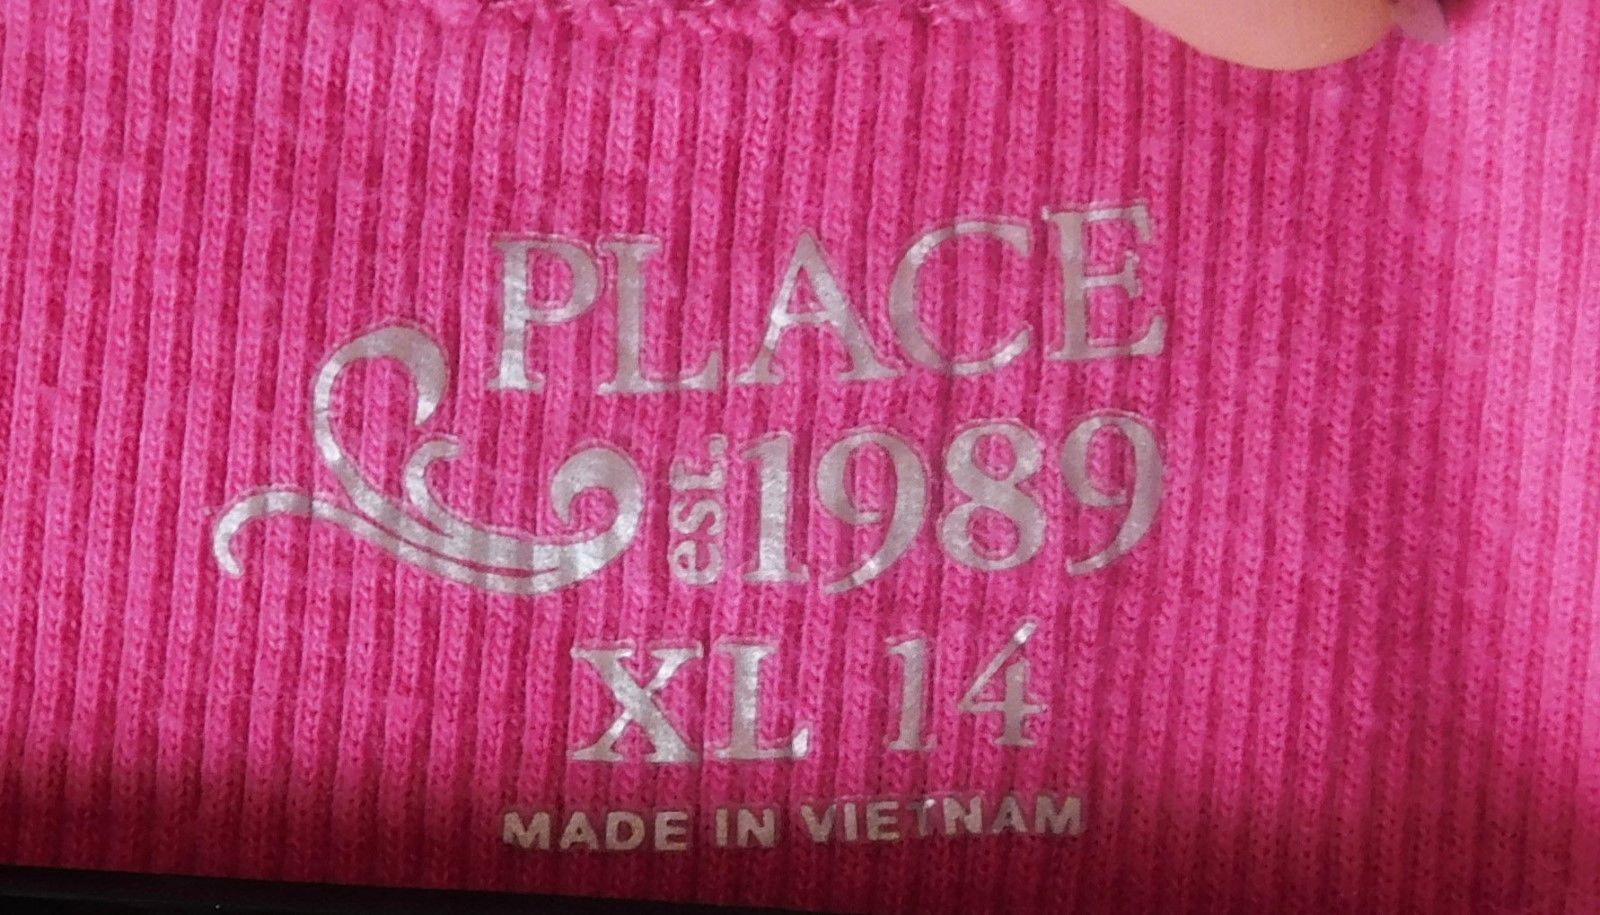 PLACE
est. 1989
XL 14
MADE IN VIETNAM